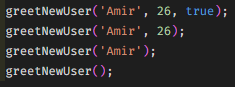 greetNewUser('Amir', 26, true);
greetNewUser('Amir', 26);
greetNewUser('Amir');
greetNewUser();